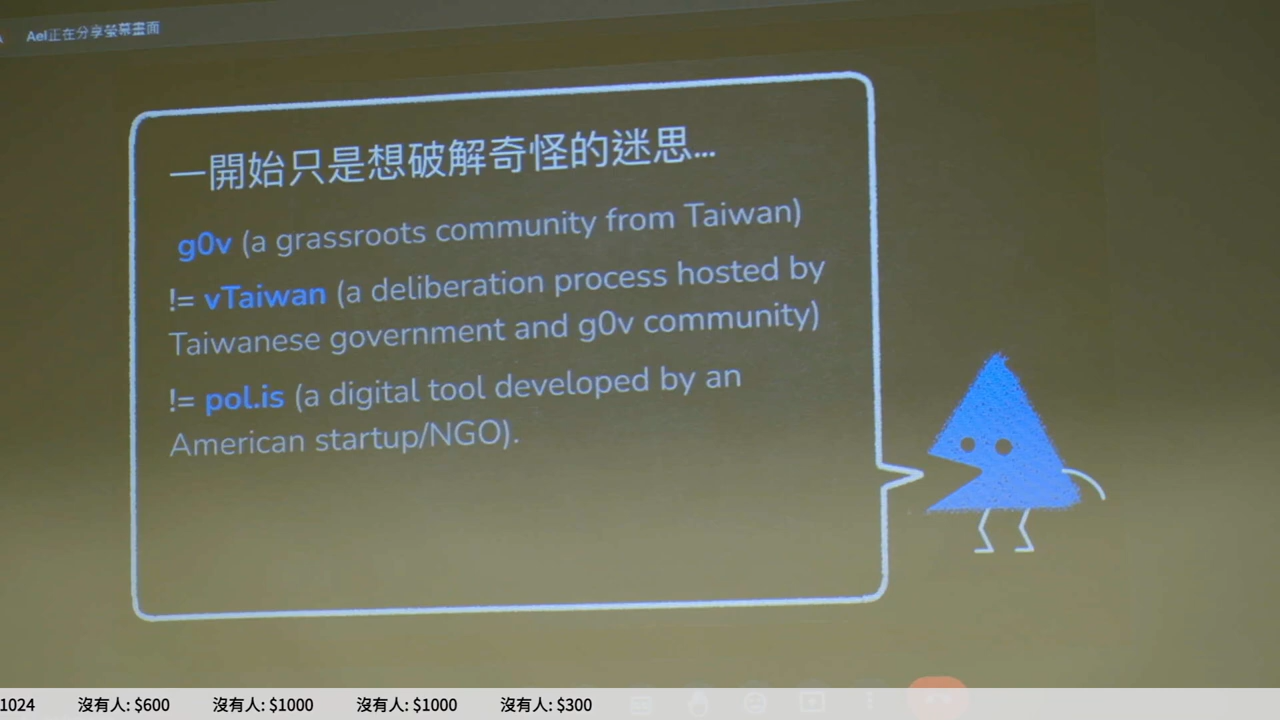 Ael正在分享螢幕畫面
一開始只是想破解奇怪的迷思...
g0v (a grassroots community from Taiwan)
!= vTaiwan (a deliberation process hosted by
Taiwanese government and g0v community)
!= pol.is (a digital tool developed by an
American startup/NGO).
1024 沒有人: $600 沒有人: $1000 沒有人: $1000 沒有人: $300